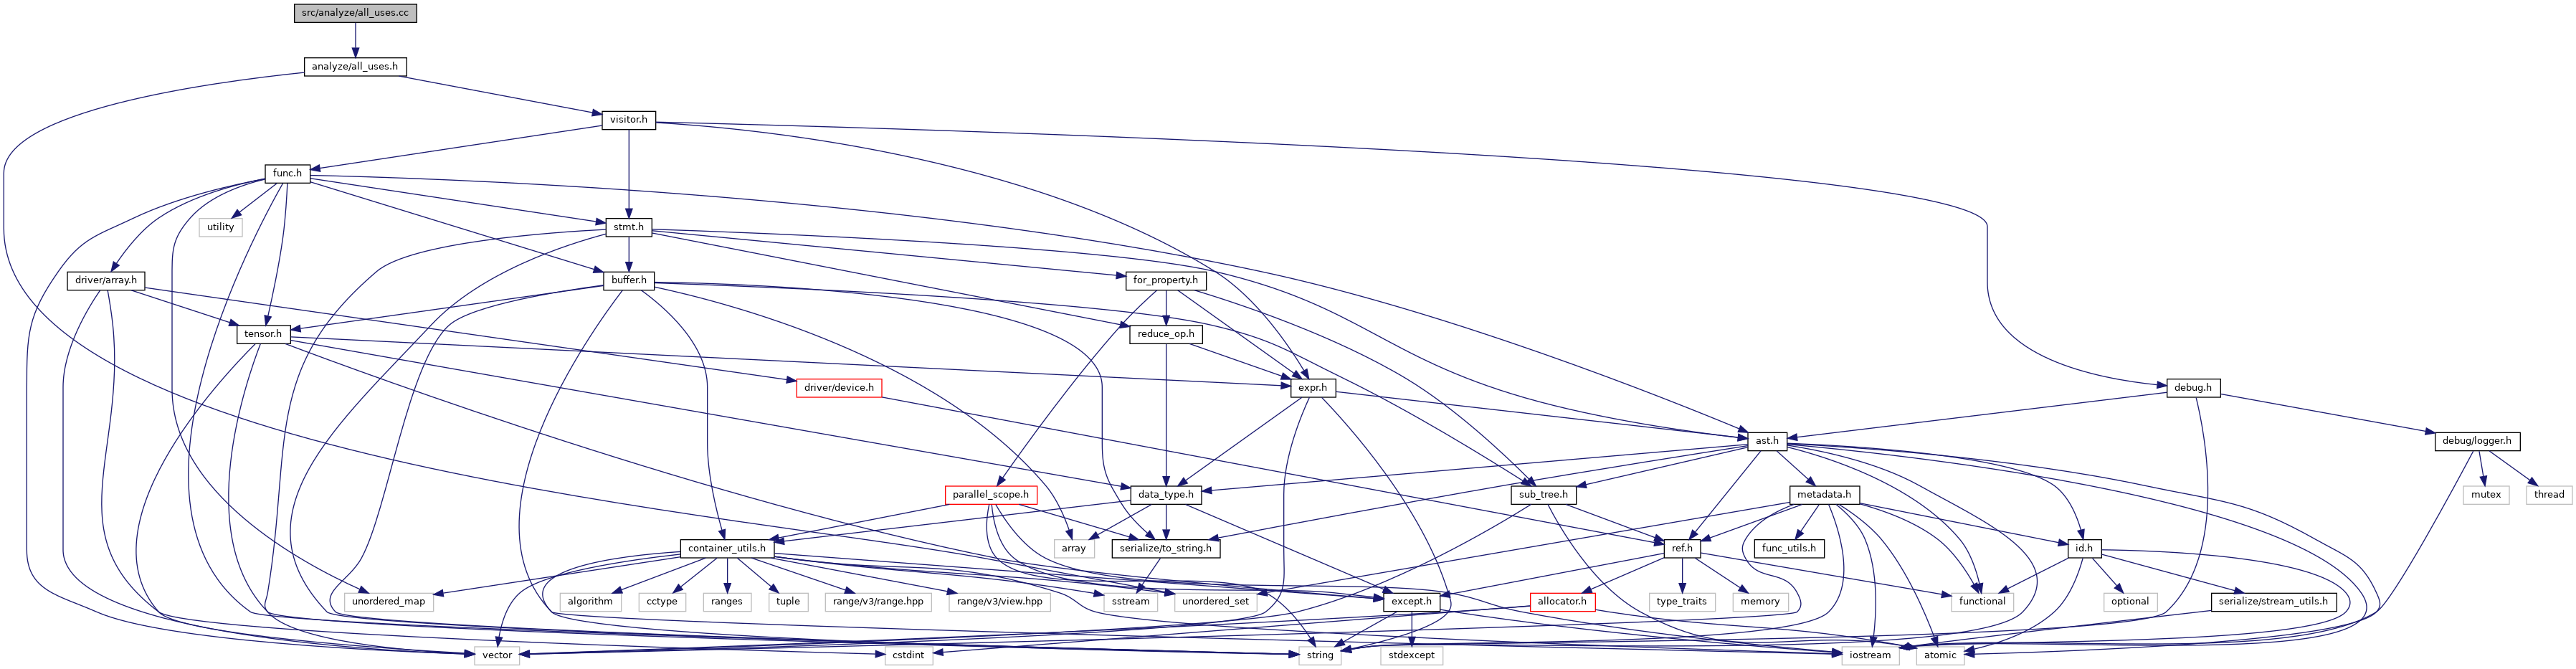 src/analyze/all_uses.cc
analyze/all_uses.h
visitor.h
func.h
utility
stmt.h
driver/array.h
buffer.h
for_property.h
tensor.h
reduce_op.h
driver/device.h
expr.h
debug.h
ast.h
debug/logger.h
parallel_scope.h
data_type.h
sub_tree.h
metadata.h
mutex
thread
container_utils.h
array
serialize/to_string.h
ref.h
func_utils.h
id.h
unordered_map
algorithm
cctype
ranges
tuple
range/v3/range.hpp
range/v3/view.hpp
sstream
unordered_set
except.h
allocator.h
type_traits
memory
functional
optional
serialize/stream_utils.h
vector
cstdint
string
stdexcept
iostream
atomic